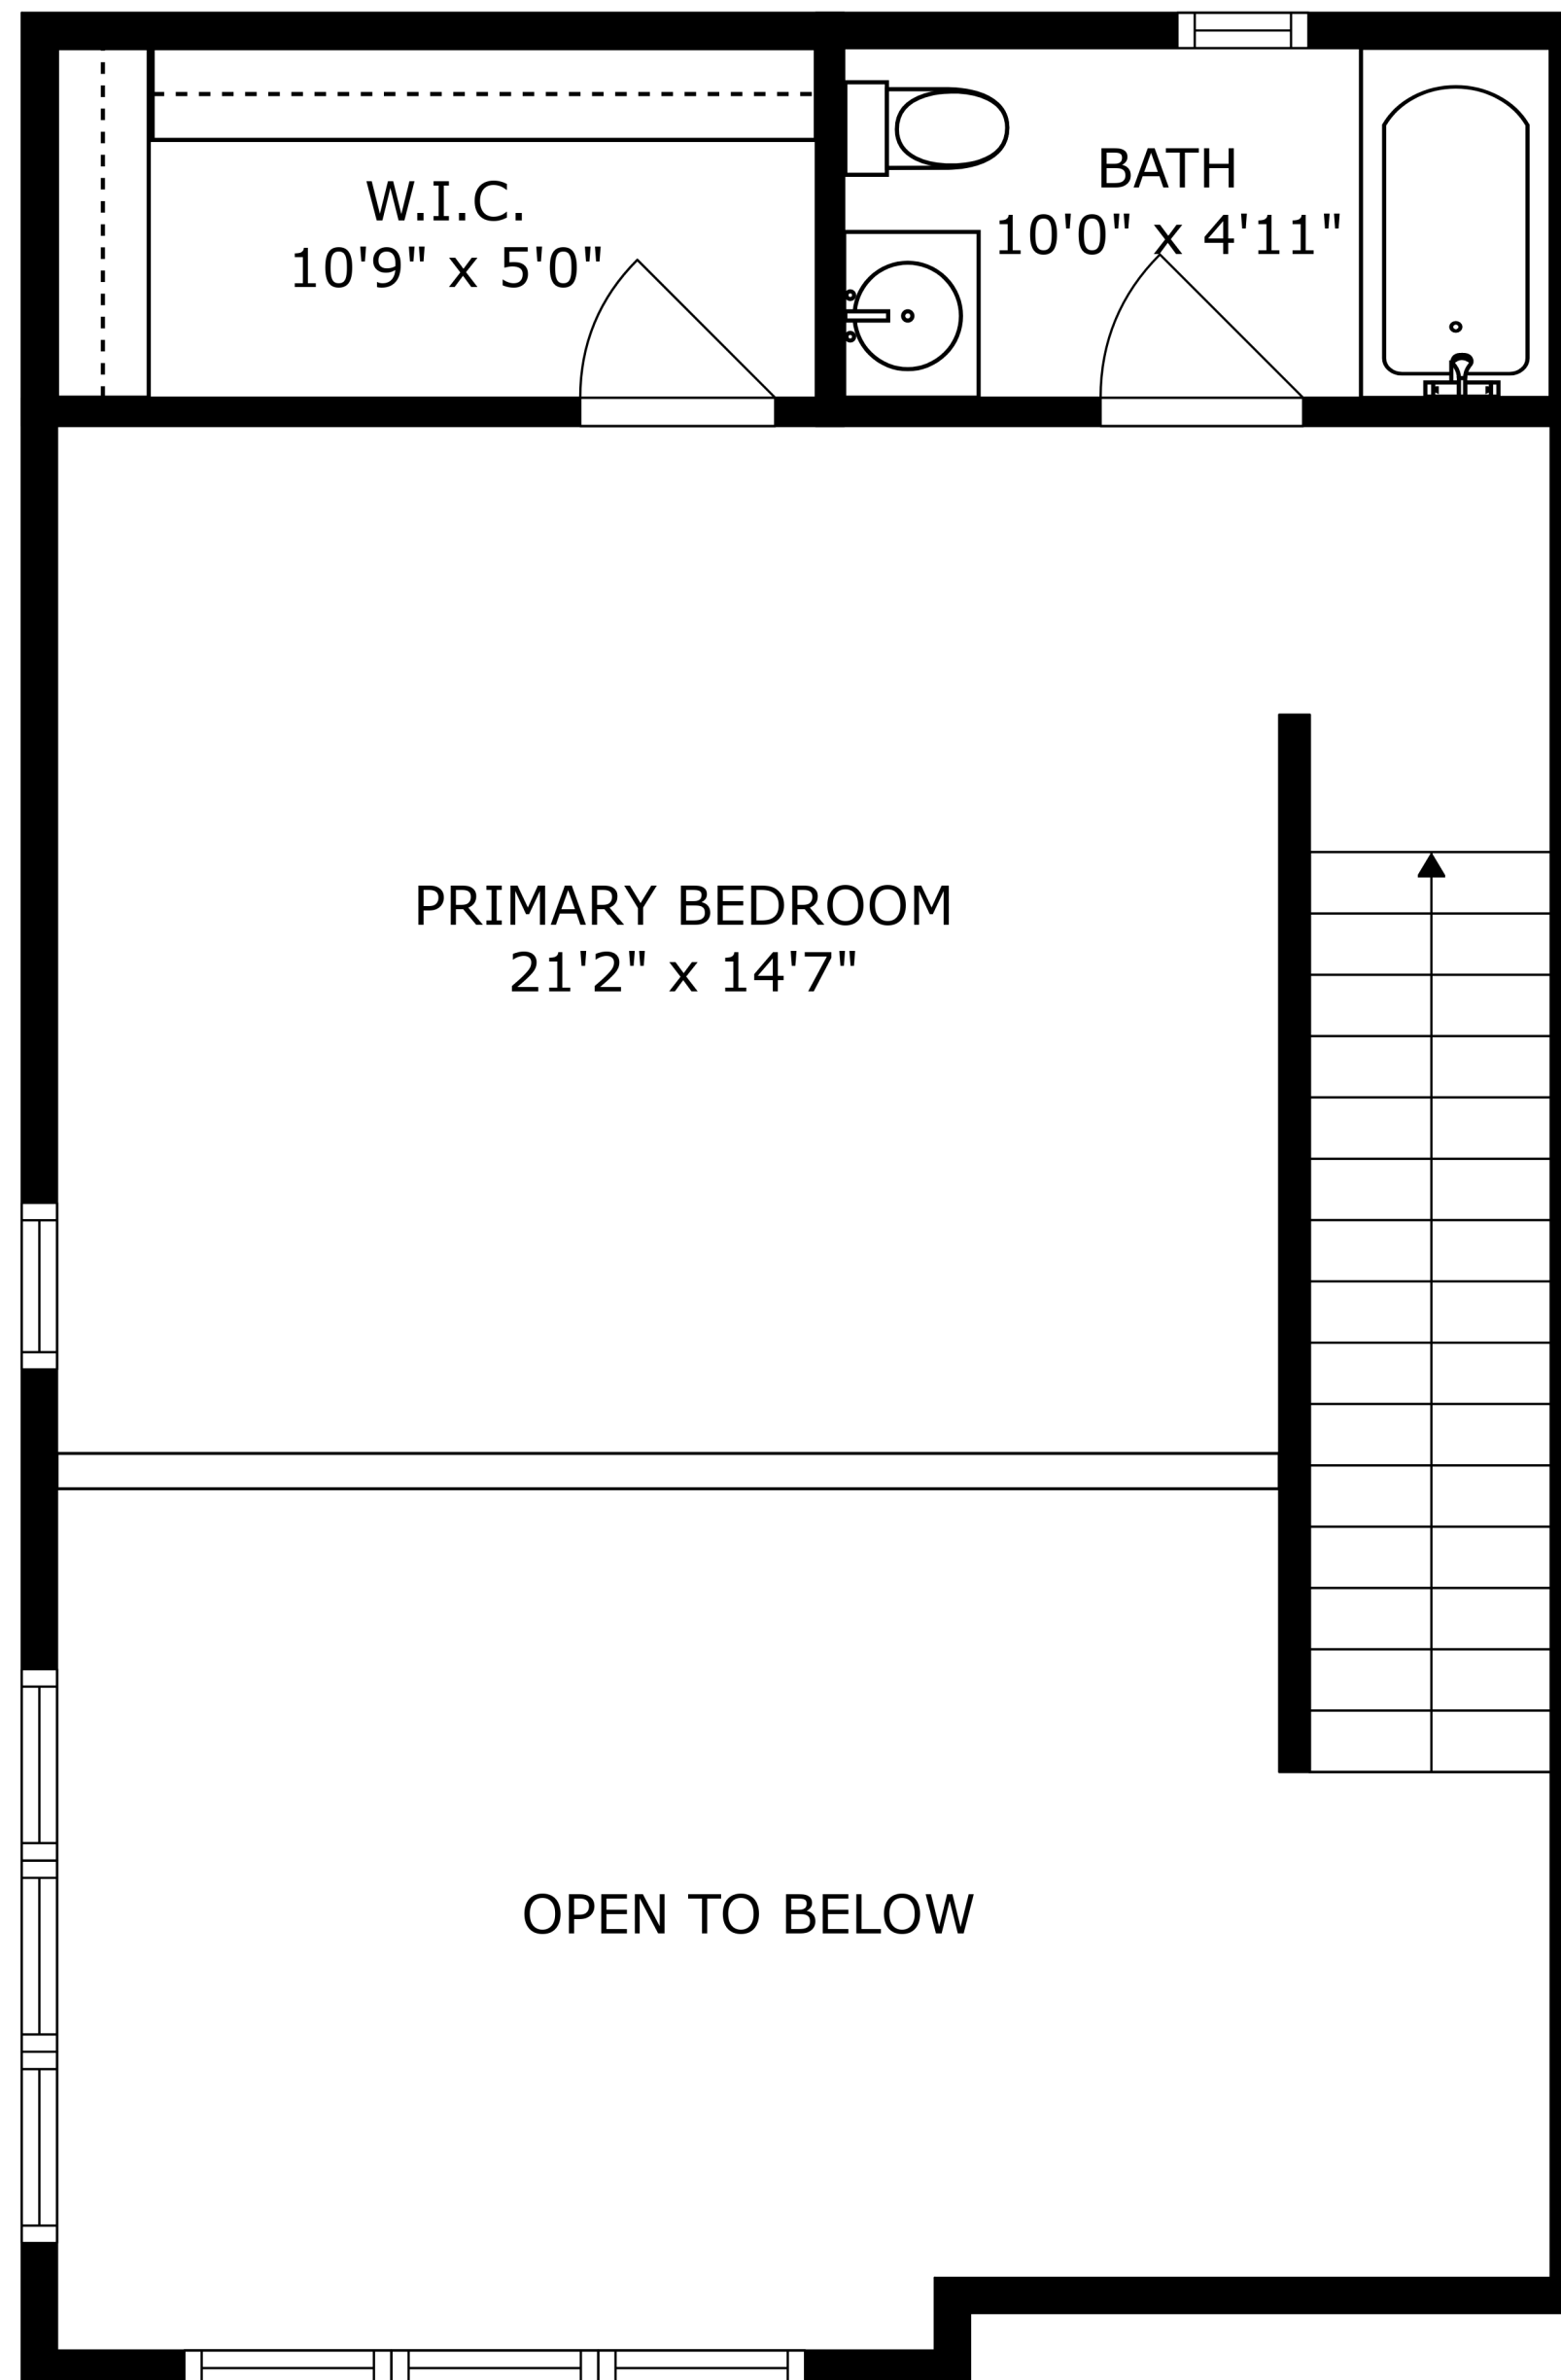 W.I.C.
10'9" x 5'0"
BATH
10'0" x 4'11"
PRIMARY BEDROOM
21'2" x 14'7"
OPEN TO BELOW